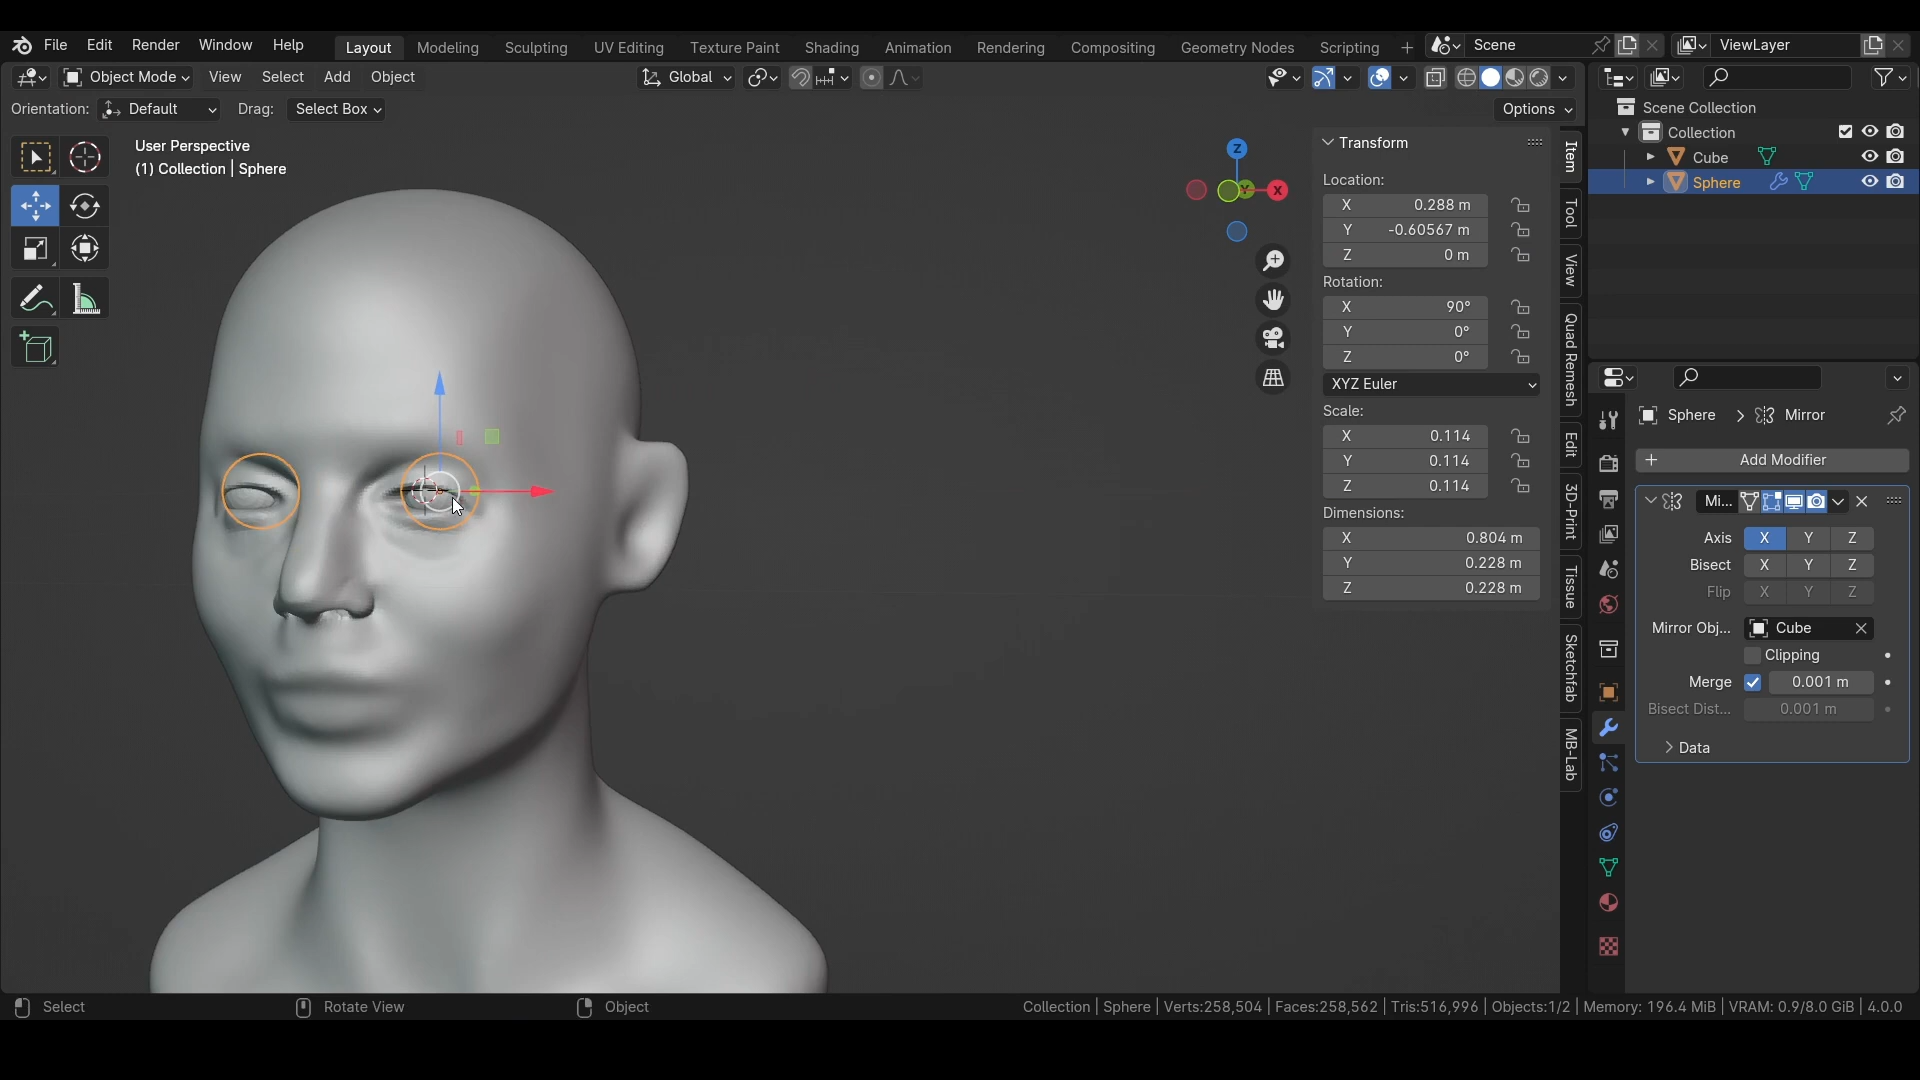 File Edit Render Window Help Layout Modeling Sculpting UV Editing Texture Paint Shading Animation Rendering Compositing Geometry Nodes Scripting + Scene ViewLayer
Object Mode View Select Add Object Global
Orientation: Default Drag: Select Box Options
User Perspective
(1) Collection | Sphere
Z
Y
X
Transform
Location:
X 0.288 m
Y -0.60567 m
Z 0 m
Rotation:
X 90°
Y 0°
Z 0°
XYZ Euler
Scale:
X 0.114
Y 0.114
Z 0.114
Dimensions:
X 0.804 m
Y 0.228 m
Z 0.228 m
Item
Tool
View
Quad Remesh
Edit
3D-Print
Tissue
Sketchfab
MB-Lab
Scene Collection
Collection
Cube
Sphere
Sphere > Mirror
+ Add Modifier
Mi...
Axis X Y Z
Bisect X Y Z
Flip X Y Z
Mirror Obj... Cube
Clipping
Merge 0.001 m
Bisect Dist... 0.001 m
Data
Select Rotate View Object Collection | Sphere | Verts:258,504 | Faces:258,562 | Tris:516,996 | Objects:1/2 | Memory: 196.4 MiB | VRAM: 0.9/8.0 GiB | 4.0.0